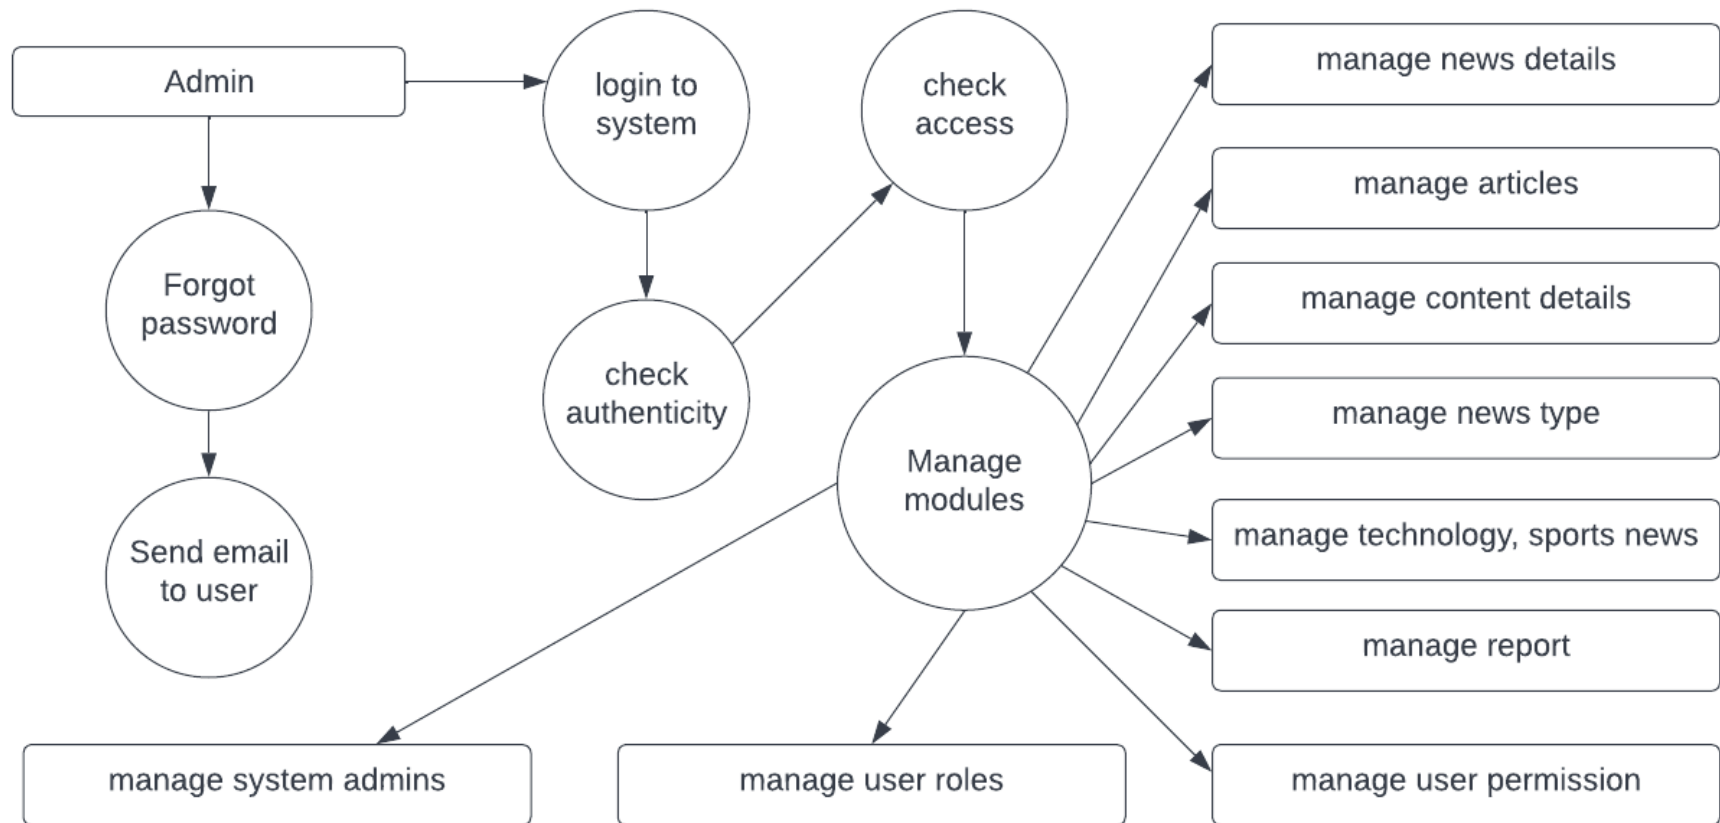 Admin
login to
system
check
access
manage news details
manage articles
Forgot
password
manage content details
check
authenticity
manage news type
Manage
modules
Send email
to user
manage technology, sports news
manage report
manage system admins
manage user roles
manage user permission